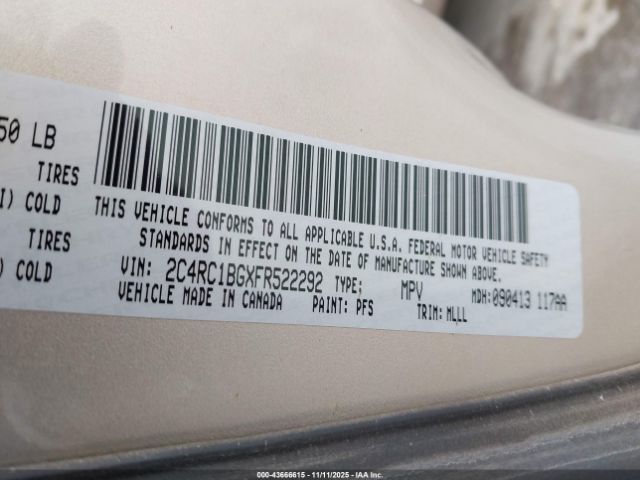 50 LB
TIRES
I) COLD
TIRES
I) COLD
THIS VEHICLE CONFORMS TO ALL APPLICABLE U.S.A. FEDERAL MOTOR VEHICLE SAFETY
STANDARDS IN EFFECT ON THE DATE OF MANUFACTURE SHOWN ABOVE.
VIN: 2C4RC1BGXFR522292 TYPE: MPV MDH: 090413 117AA
VEHICLE MADE IN CANADA PAINT: PFS TRIM: MLLL
000-43666615 - 11/11/2025 - IAA Inc.